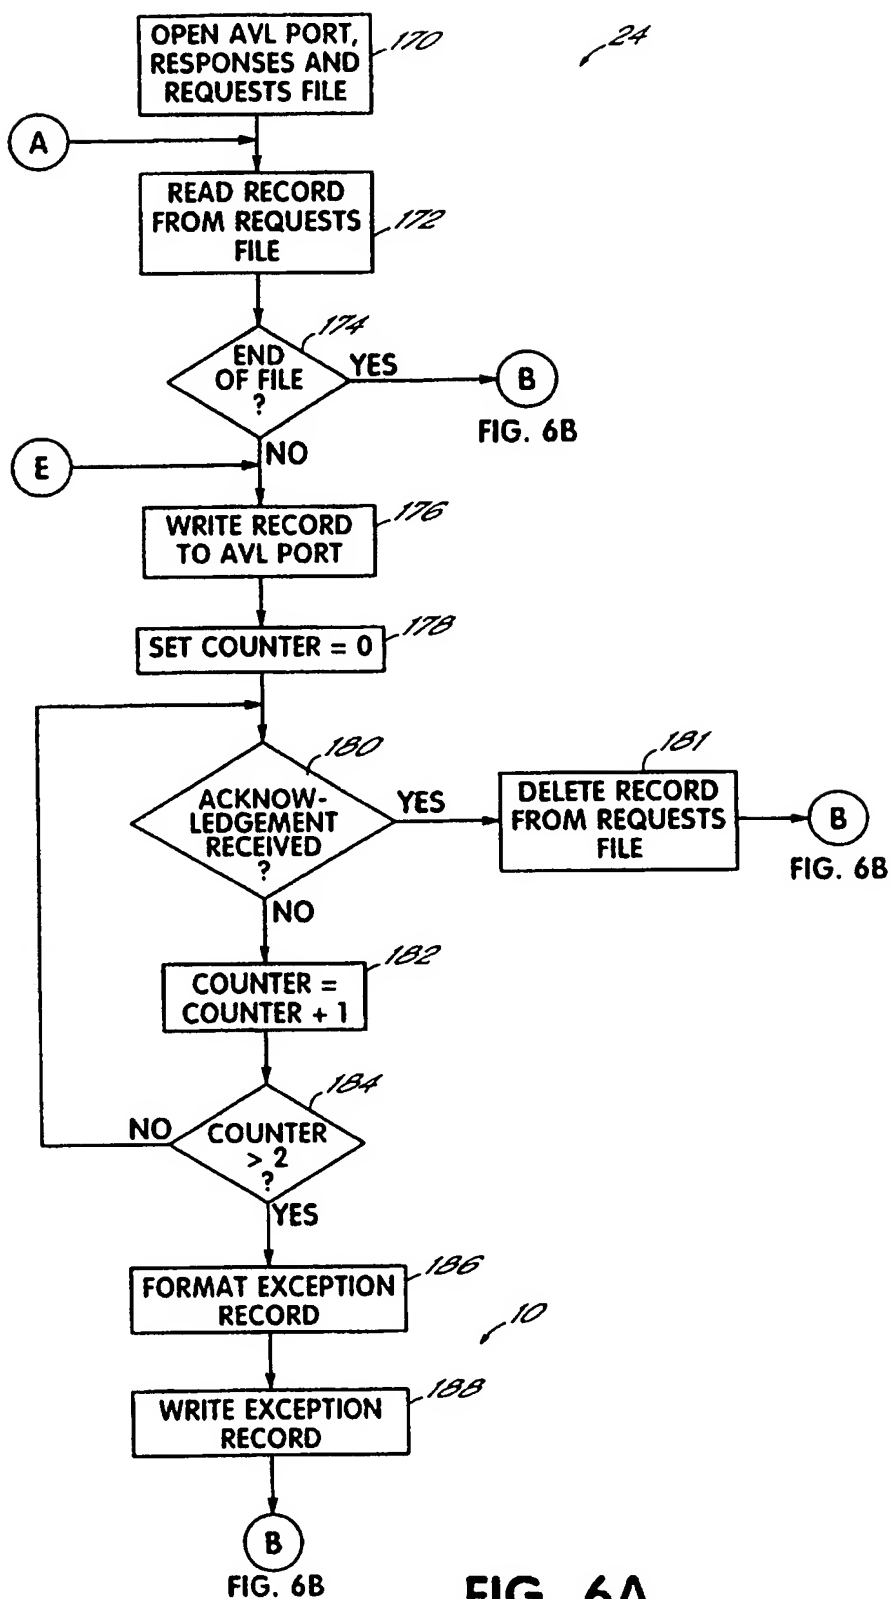 OPEN AVL PORT,
RESPONSES AND
REQUESTS FILE
170
24
A
READ RECORD
FROM REQUESTS
FILE
172
174
END
OF FILE
?
YES
B
FIG. 6B
NO
E
WRITE RECORD
TO AVL PORT
176
SET COUNTER = 0
178
180
ACKNOW-
LEDGEMENT
RECEIVED
?
YES
181
DELETE RECORD
FROM REQUESTS
FILE
B
FIG. 6B
NO
182
COUNTER =
COUNTER + 1
184
COUNTER
> 2
?
NO
YES
186
FORMAT EXCEPTION
RECORD
10
188
WRITE EXCEPTION
RECORD
B
FIG. 6B
FIG. 6A